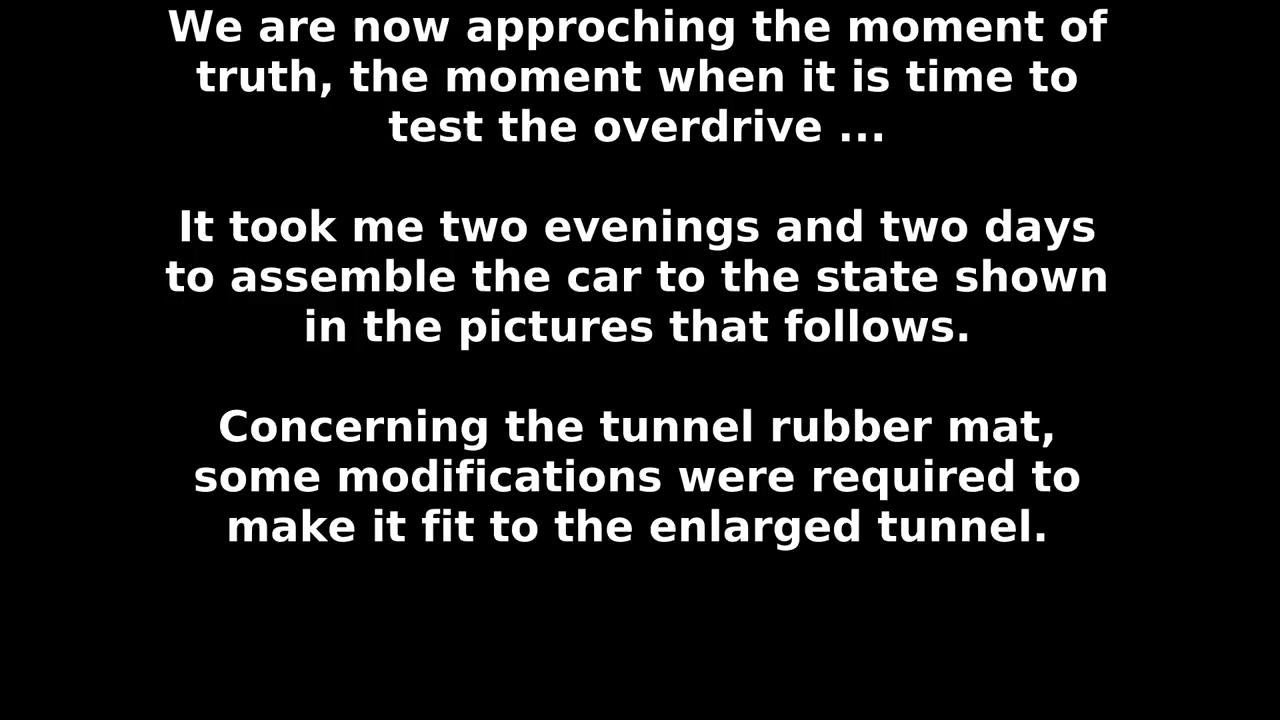 We are now approching the moment of
truth, the moment when it is time to
test the overdrive ...
It took me two evenings and two days
to assemble the car to the state shown
in the pictures that follows.
Concerning the tunnel rubber mat,
some modifications were required to
make it fit to the enlarged tunnel.